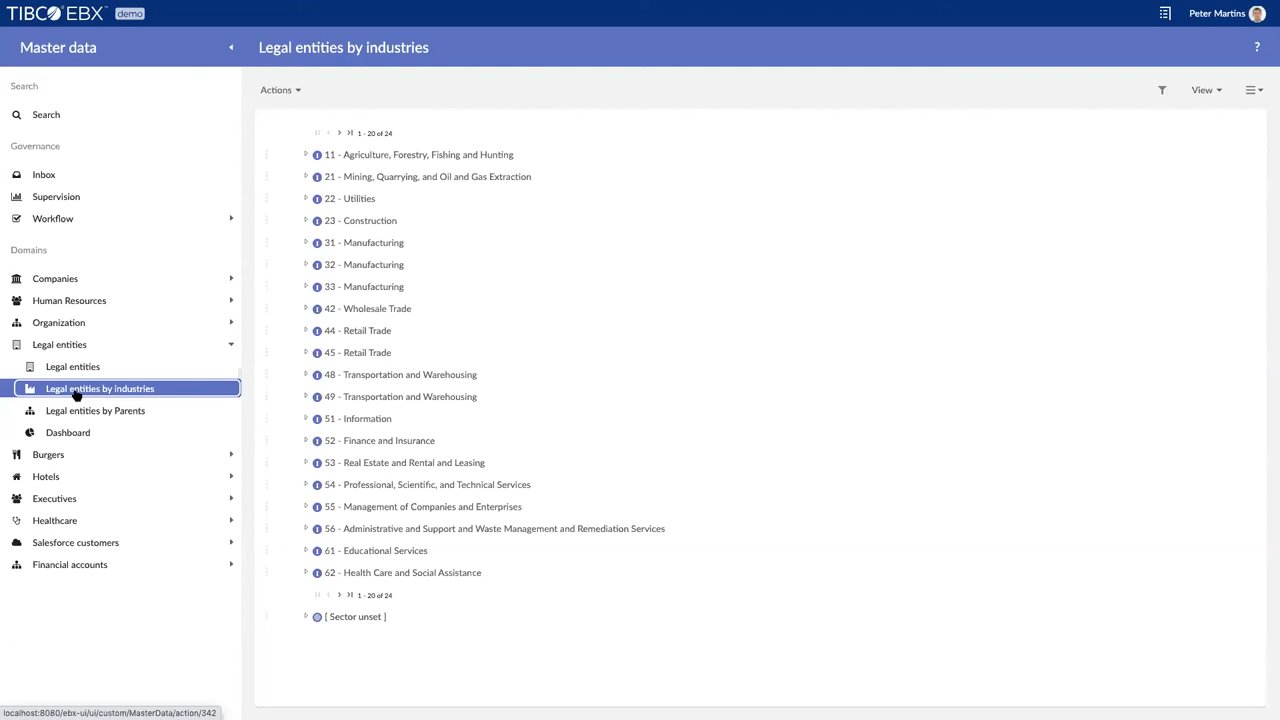 TIBCO EBX™ demo
Peter Martins
Master data
Legal entities by industries
?
Search
Search
Governance
Inbox
Supervision
Workflow
Domains
Companies
Human Resources
Organization
Legal entities
Legal entities
Legal entities by industries
Legal entities by Parents
Dashboard
Burgers
Hotels
Executives
Healthcare
Salesforce customers
Financial accounts
Actions
View
1 - 20 of 24
11 - Agriculture, Forestry, Fishing and Hunting
21 - Mining, Quarrying, and Oil and Gas Extraction
22 - Utilities
23 - Construction
31 - Manufacturing
32 - Manufacturing
33 - Manufacturing
42 - Wholesale Trade
44 - Retail Trade
45 - Retail Trade
48 - Transportation and Warehousing
49 - Transportation and Warehousing
51 - Information
52 - Finance and Insurance
53 - Real Estate and Rental and Leasing
54 - Professional, Scientific, and Technical Services
55 - Management of Companies and Enterprises
56 - Administrative and Support and Waste Management and Remediation Services
61 - Educational Services
62 - Health Care and Social Assistance
1 - 20 of 24
[ Sector unset ]
localhost:8080/ebx-ui/ui/custom/MasterData/action/342